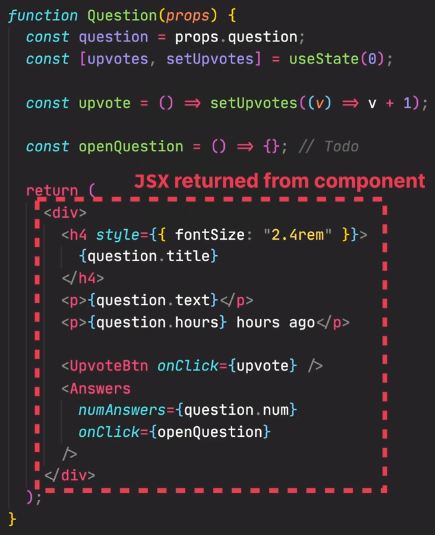 function Question(props) {
const question = props.question;
const [upvotes, setUpvotes] = useState(0);
const upvote = () => setUpvotes((v) => v + 1);
const openQuestion = () => {}; // Todo
return (
JSX returned from component
<div>
<h4 style={{ fontSize: "2.4rem" }}>
{question.title}
</h4>
<p>{question.text}</p>
<p>{question.hours} hours ago</p>
<UpvoteBtn onClick={upvote} />
<Answers
numAnswers={question.num}
onClick={openQuestion}
/>
</div>
);
}